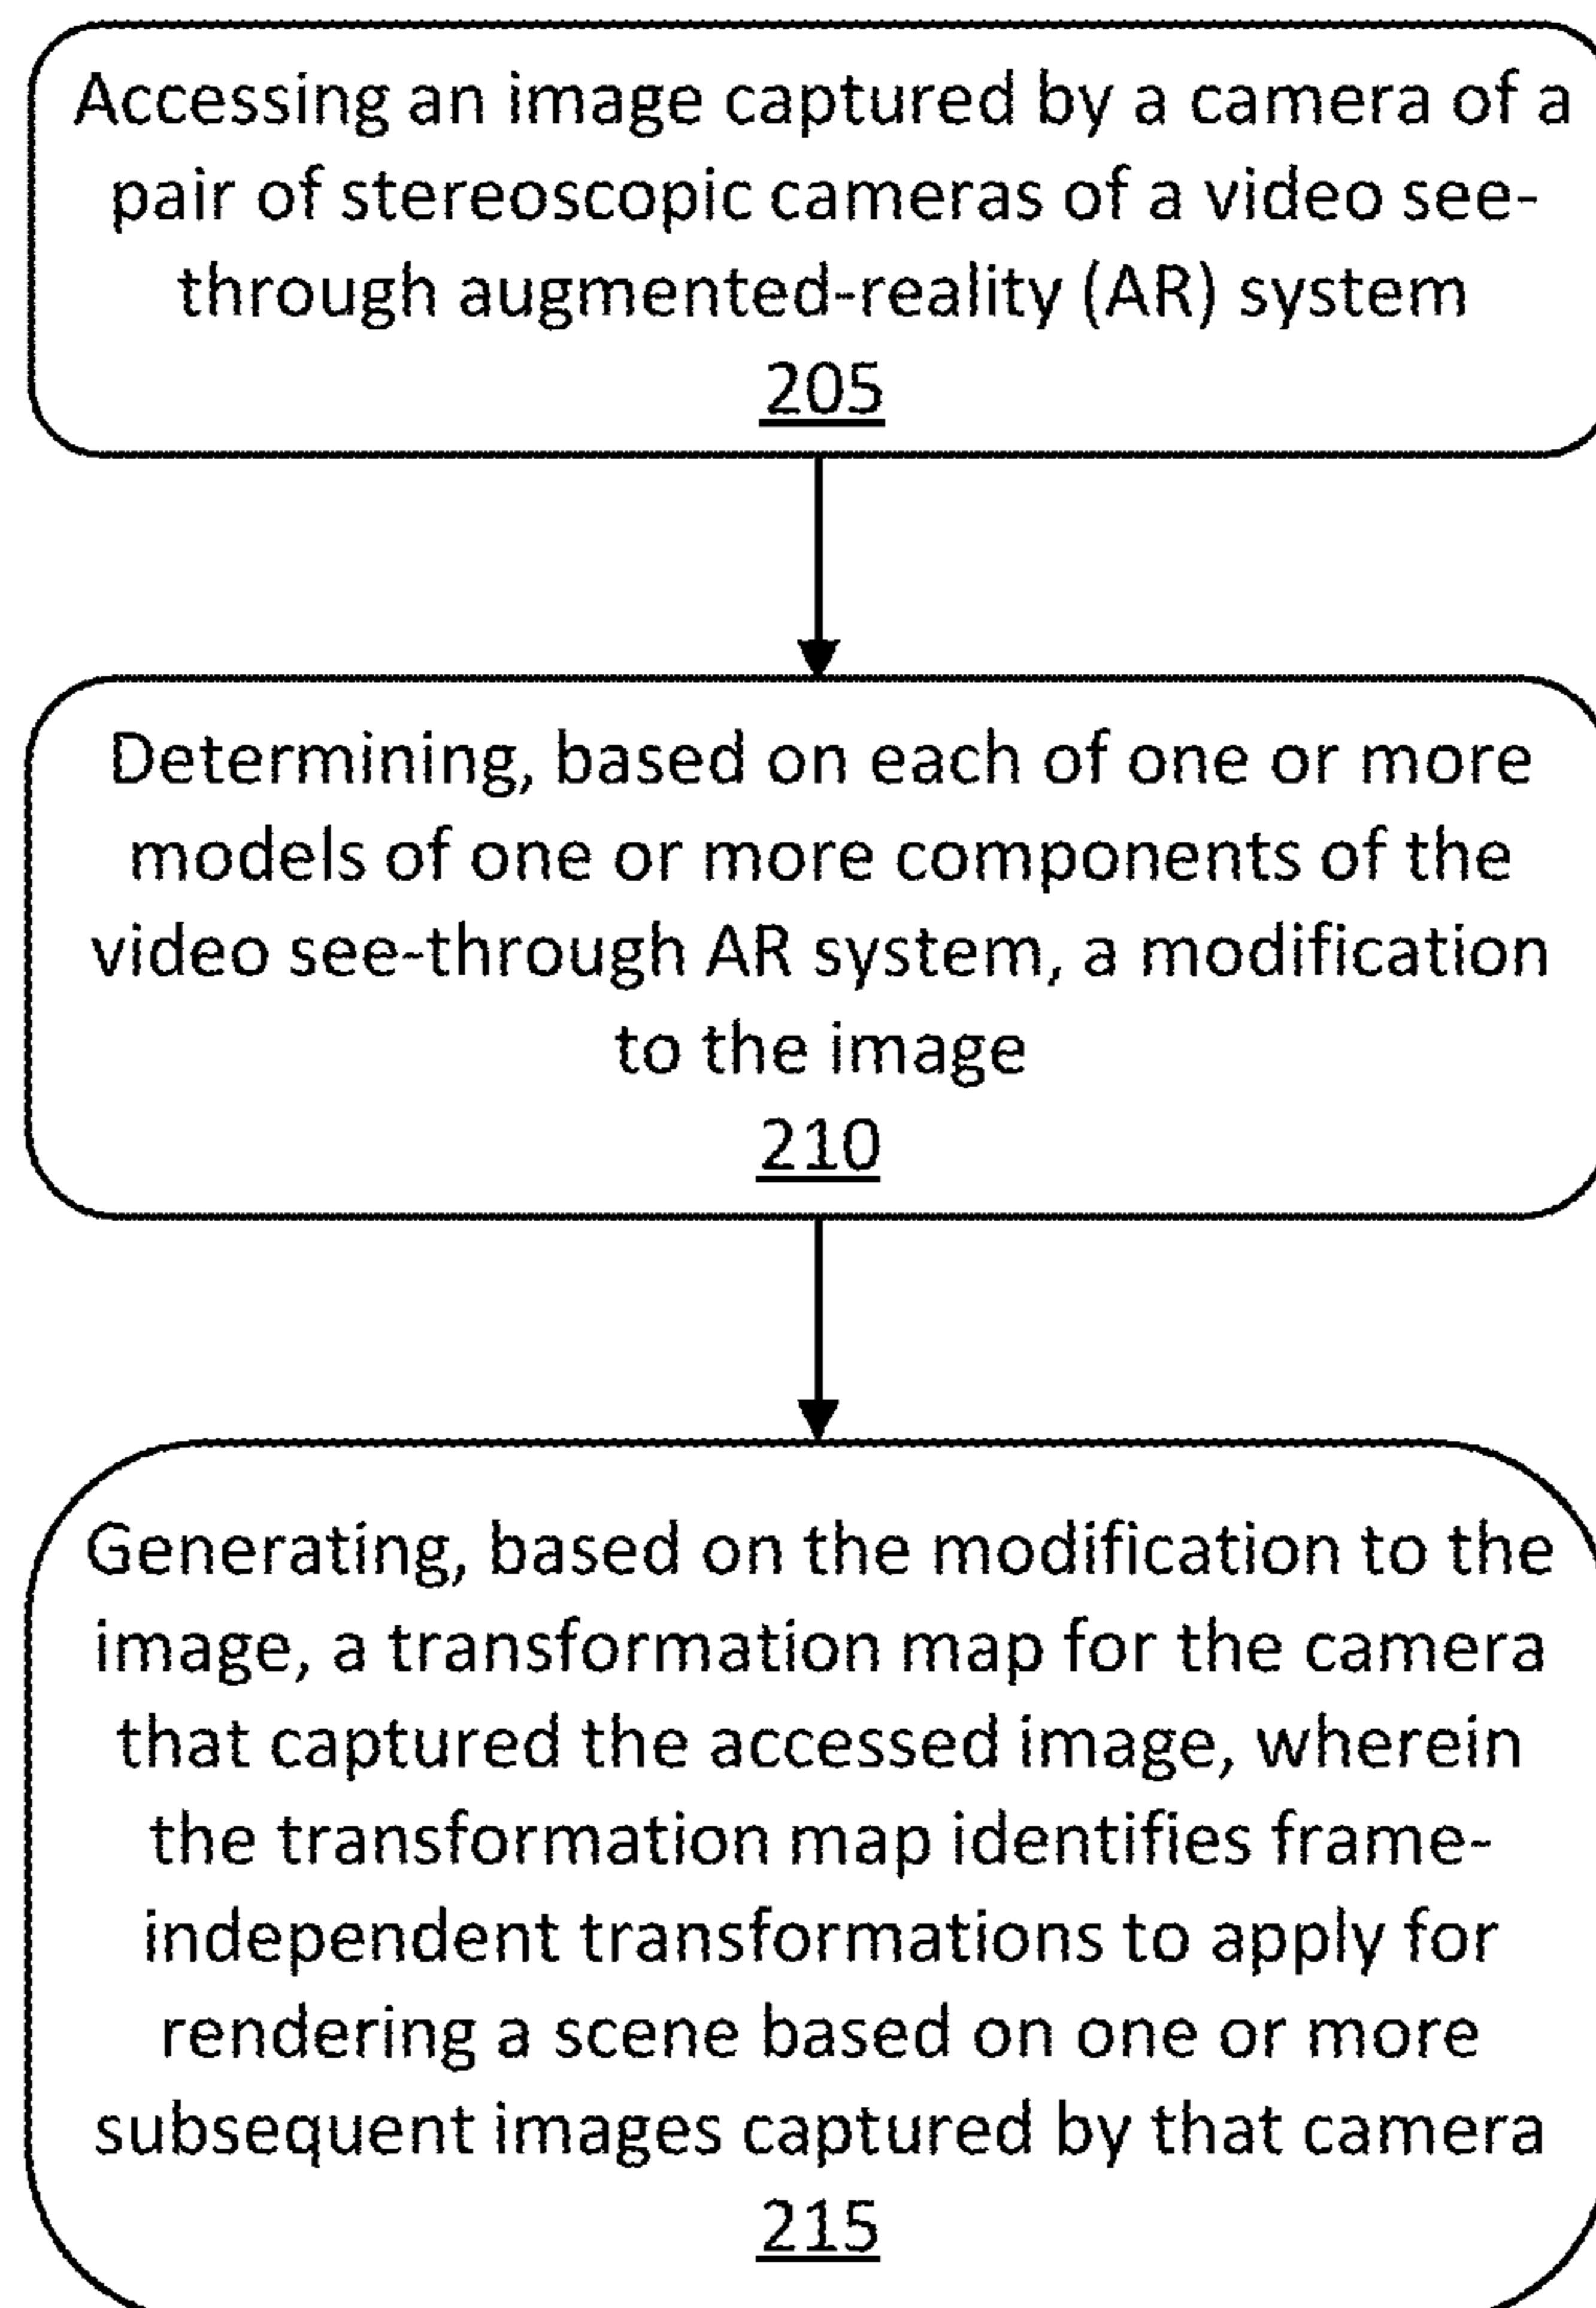 Accessing an image captured by a camera of a
pair of stereoscopic cameras of a video see-
through augmented-reality (AR) system
205
Determining, based on each of one or more
models of one or more components of the
video see-through AR system, a modification
to the image
210
Generating, based on the modification to the
image, a transformation map for the camera
that captured the accessed image, wherein
the transformation map identifies frame-
independent transformations to apply for
rendering a scene based on one or more
subsequent images captured by that camera
215